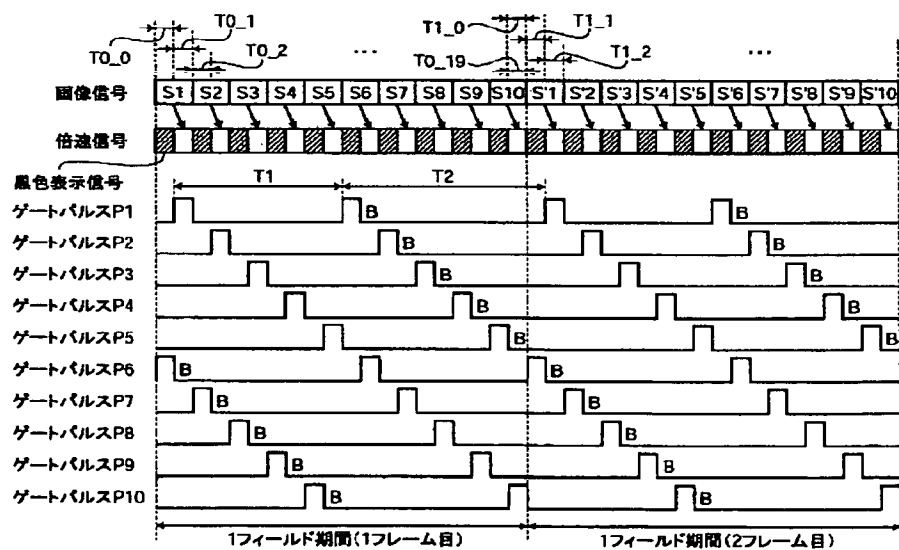 T0_0 T0_1 T0_2 … T1_0 T0_19 T1_1 T1_2 …
画像信号 S1 S2 S3 S4 S5 S6 S7 S8 S9 S10 S'1 S'2 S'3 S'4 S'5 S'6 S'7 S'8 S'9 S'10
倍速信号
黒色表示信号 T1 T2
ゲートパルスP1 B B
ゲートパルスP2 B B
ゲートパルスP3 B B
ゲートパルスP4 B B
ゲートパルスP5 B B
ゲートパルスP6 B B
ゲートパルスP7 B B
ゲートパルスP8 B B
ゲートパルスP9 B B
ゲートパルスP10 B B
1フィールド期間(1フレーム目) 1フィールド期間(2フレーム目)